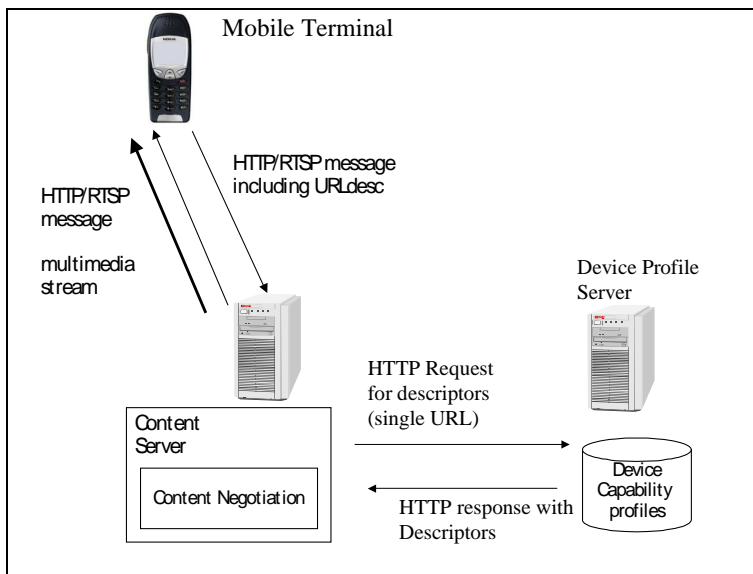 Mobile Terminal
HTTP/RTSP message
including URLdesc
HTTP/RTSP
message
multimedia
stream
Device Profile
Server
HTTP Request
for descriptors
(single URL)
Content
Server
Content Negotiation
Device
Capability
profiles
HTTP response with
Descriptors